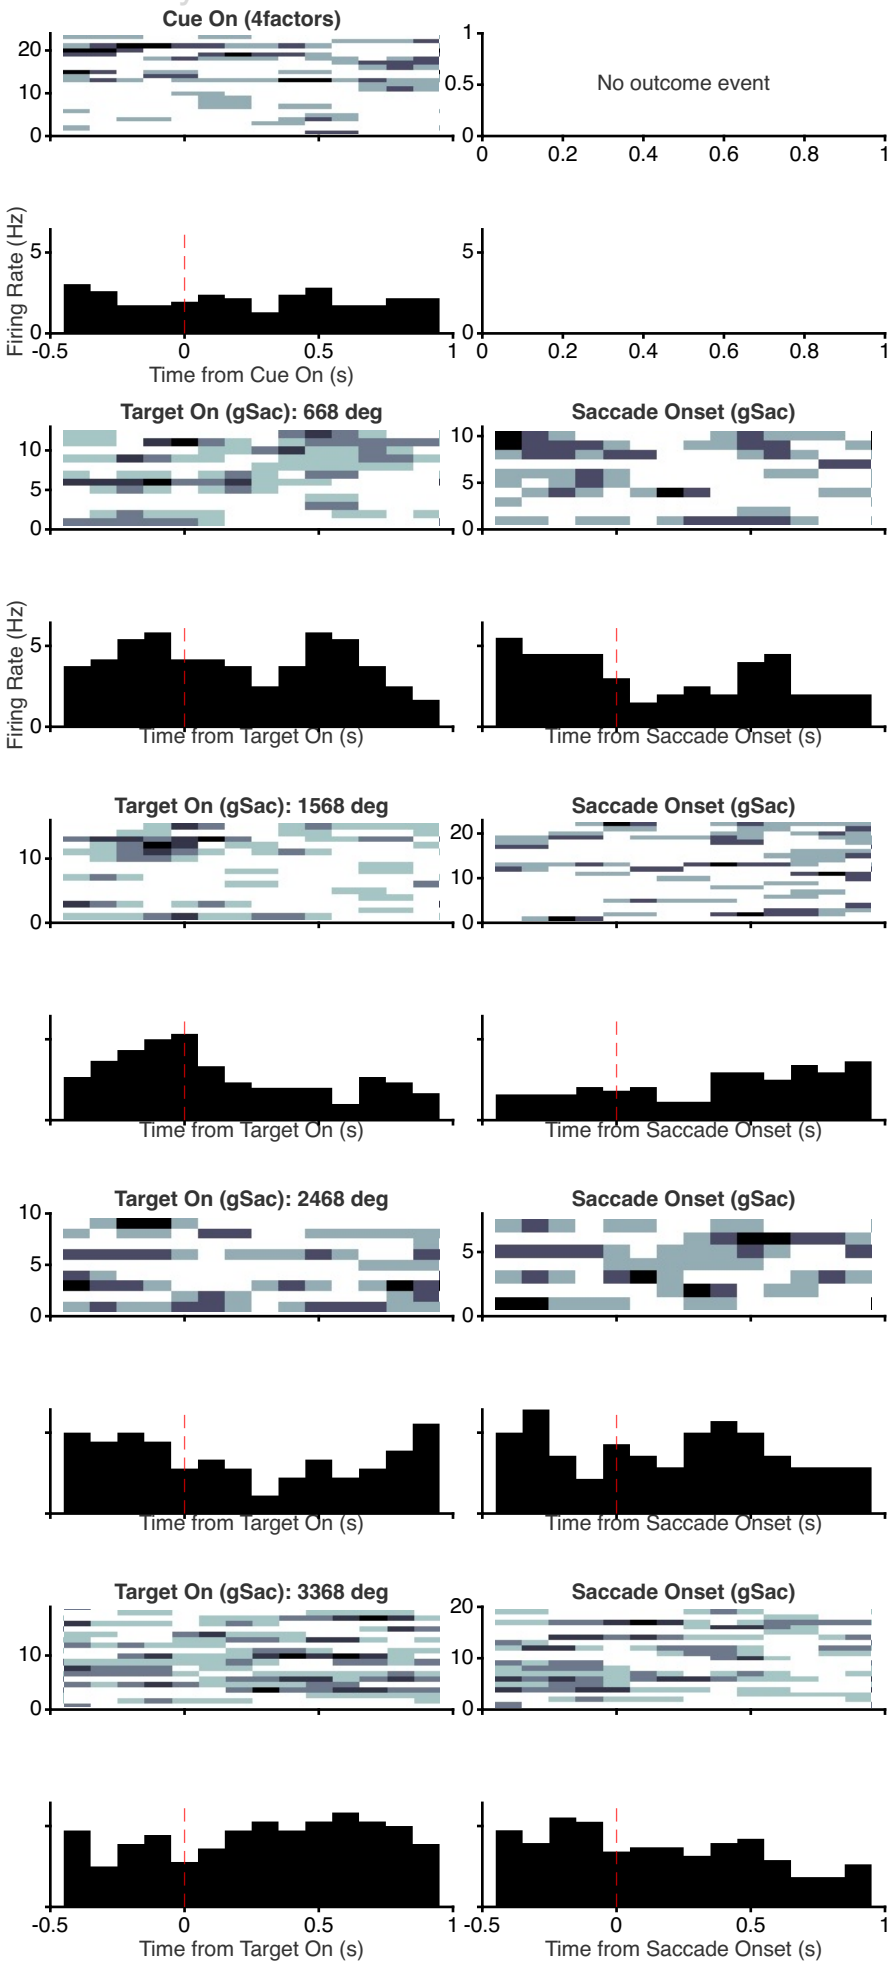 Cue On (4factors)
20
10
0
1
0.5
0
No outcome event
0 0.2 0.4 0.6 0.8 1
Firing Rate (Hz)
5
0
-0.5 0 0.5 1
Time from Cue On (s)
5
0
0 0.2 0.4 0.6 0.8 1
Target On (gSac): 668 deg
10
5
0
Saccade Onset (gSac)
10
5
0
Firing Rate (Hz)
5
0
Time from Target On (s)
Time from Saccade Onset (s)
Target On (gSac): 1568 deg
10
0
Saccade Onset (gSac)
20
10
0
Time from Target On (s)
Time from Saccade Onset (s)
Target On (gSac): 2468 deg
10
5
0
Saccade Onset (gSac)
5
0
Time from Target On (s)
Time from Saccade Onset (s)
Target On (gSac): 3368 deg
10
0
Saccade Onset (gSac)
20
10
0
-0.5 0 0.5 1
Time from Target On (s)
-0.5 0 0.5 1
Time from Saccade Onset (s)